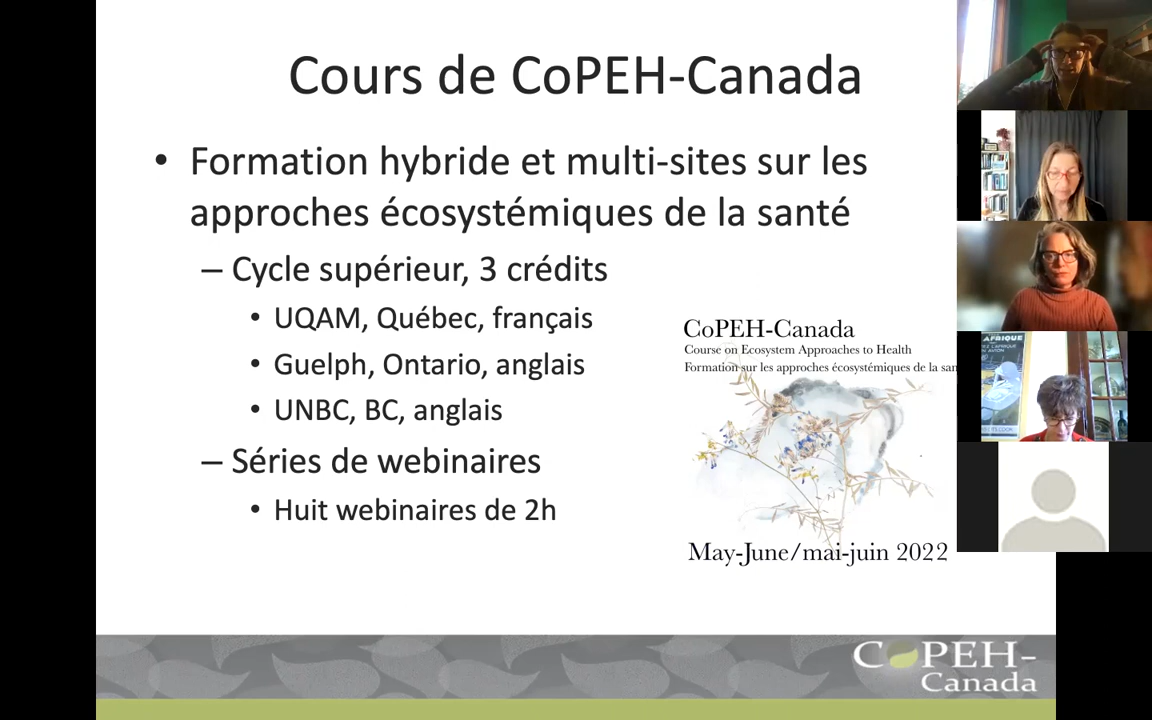 Cours de CoPEH-Canada
• Formation hybride et multi-sites sur les
approches écosystémiques de la santé
– Cycle supérieur, 3 crédits
• UQAM, Québec, français
• Guelph, Ontario, anglais
• UNBC, BC, anglais
– Séries de webinaires
• Huit webinaires de 2h
CoPEH-Canada
Course on Ecosystem Approaches to Health
Formation sur les approches écosystémiques de la san
May-June/mai-juin 2022
CoPEH-
Canada
AFRIQUE